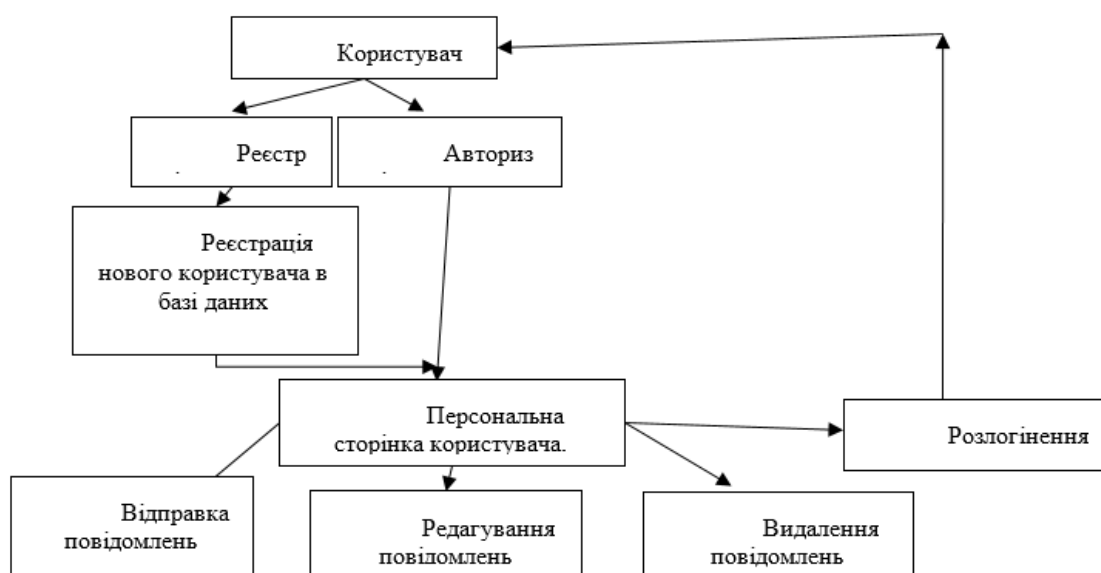 Користувач
Реєстр
Авториз
Реєстрація
нового користувача в
базі даних
Персональна
сторінка користувача.
Розлогінення
Відправка
повідомлень
Редагування
повідомлень
Видалення
повідомлень